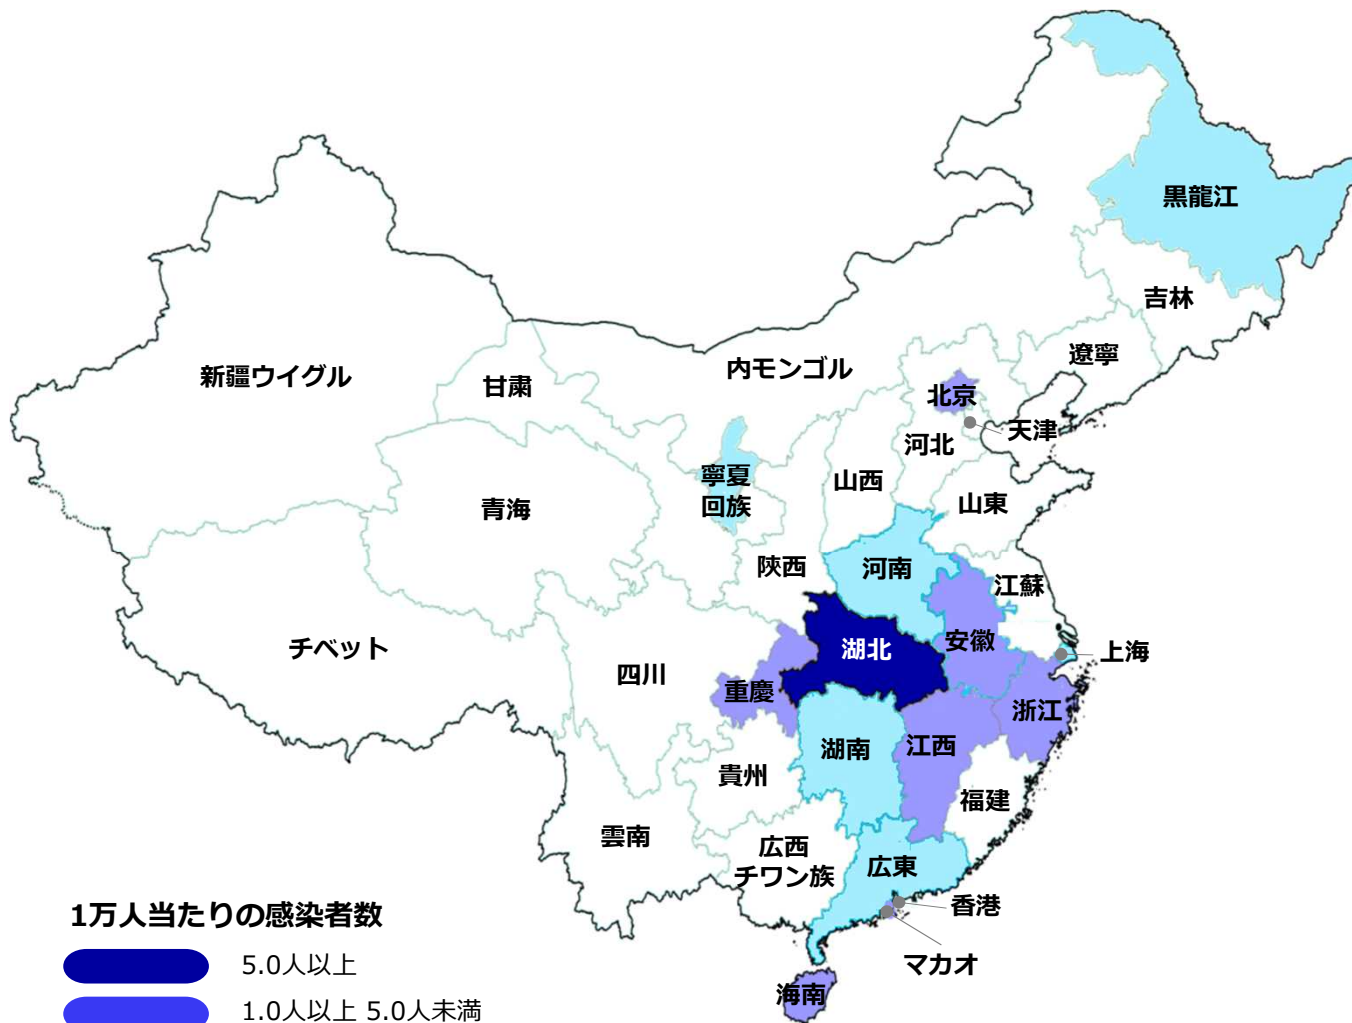 黒龍江
吉林
遼寧
内モンゴル
新疆ウイグル
甘粛
北京
天津
河北
山西
寧夏
回族
山東
青海
陝西
河南
江蘇
チベット
湖北
安徽
上海
四川
重慶
浙江
湖南
江西
貴州
福建
雲南
広西
チワン族
広東
香港
マカオ
海南
1万人当たりの感染者数
5.0人以上
1.0人以上 5.0人未満